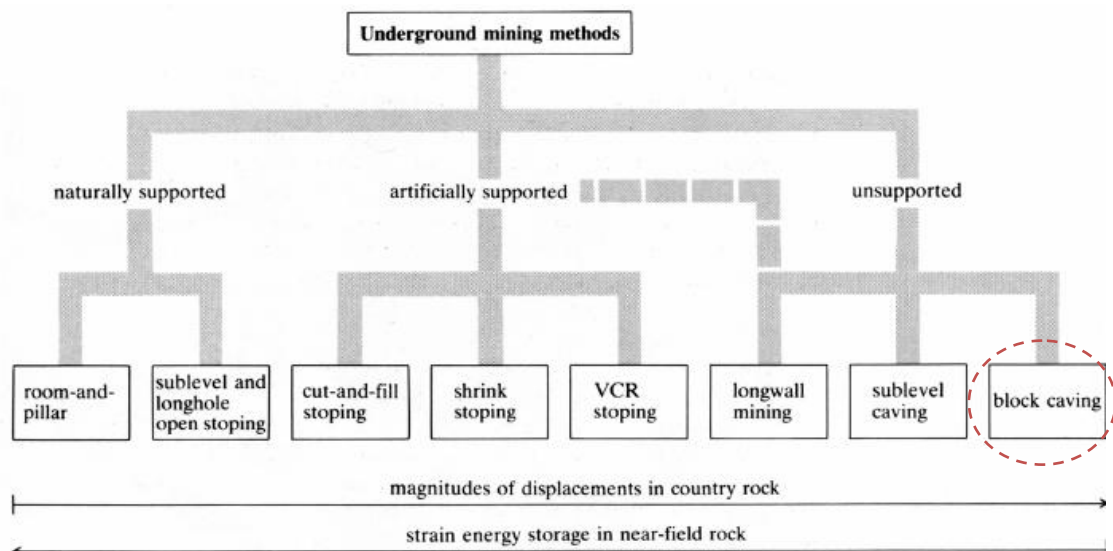 Underground mining methods
naturally supported
artificially supported
unsupported
room-and-
pillar
sublevel and
longhole
open stoping
cut-and-fill
stoping
shrink
stoping
VCR
stoping
longwall
mining
sublevel
caving
block caving
magnitudes of displacements in country rock
strain energy storage in near-field rock